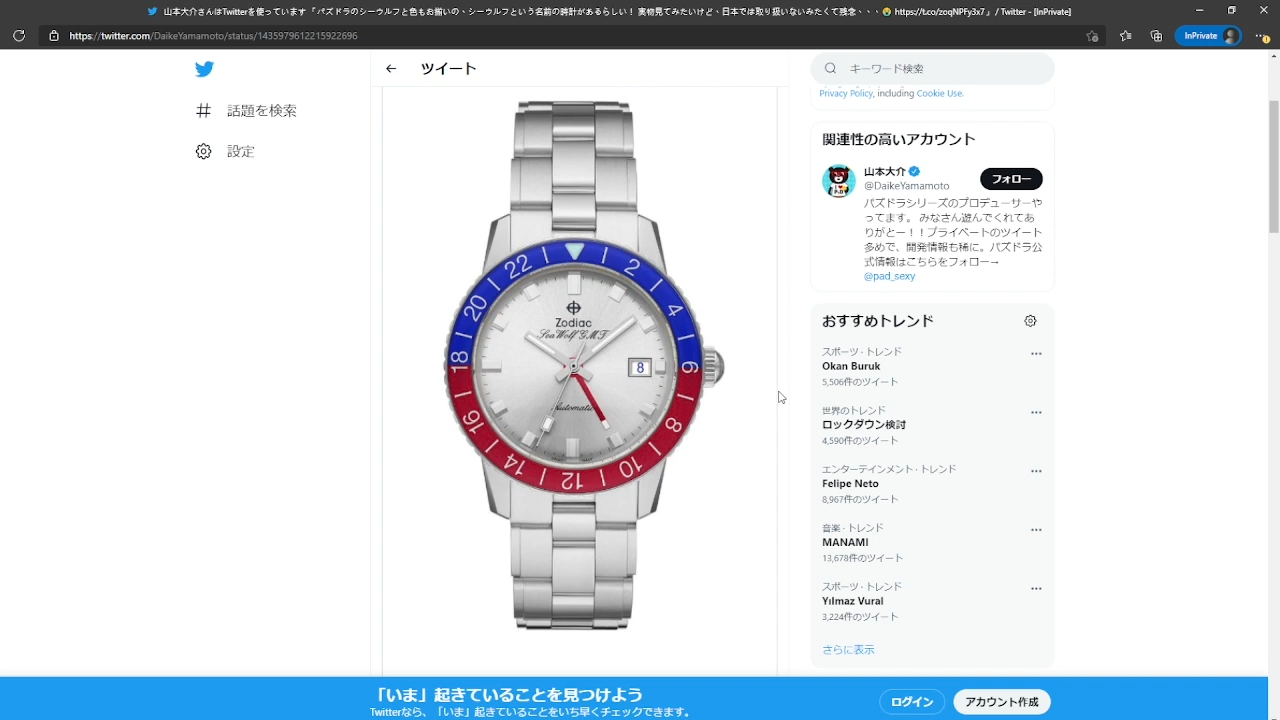 山本大介さんはTwitterを使っています 「パズドラのシーウルフと色もお揃いの、シーウルフという名前の時計があるらしい! 実物見てみたいけど、日本では取り扱いないみたくて涙・・・😢 https://t.co/zoqNPFy3x7」 / Twitter - [InPrivate]
https://twitter.com/DaikeYamamoto/status/1435979612215922696
InPrivate
ツイート
キーワード検索
Privacy Policy, including Cookie Use.
話題を検索
設定
関連性の高いアカウント
山本大介
@DaikeYamamoto
フォロー
パズドラシリーズのプロデューサーや
ってます。 みなさん遊んでくれてあ
りがとー!!プライベートのツイート
多めで、開発情報も稀に。パズドラ公
式情報はこちらをフォロー→
@pad_sexy
22
2
20
4
18
6
16
8
14
12
10
Zodiac
Sea Wolf GMT
8
Automatic
おすすめトレンド
スポーツ · トレンド
Okan Buruk
5,506件のツイート
世界のトレンド
ロックダウン検討
4,590件のツイート
エンターテインメント · トレンド
Felipe Neto
8,967件のツイート
音楽 · トレンド
MANAMI
13,678件のツイート
スポーツ · トレンド
Yılmaz Vural
3,224件のツイート
さらに表示
「いま」起きていることを見つけよう
Twitterなら、「いま」起きていることをいち早くチェックできます。
ログイン
アカウント作成